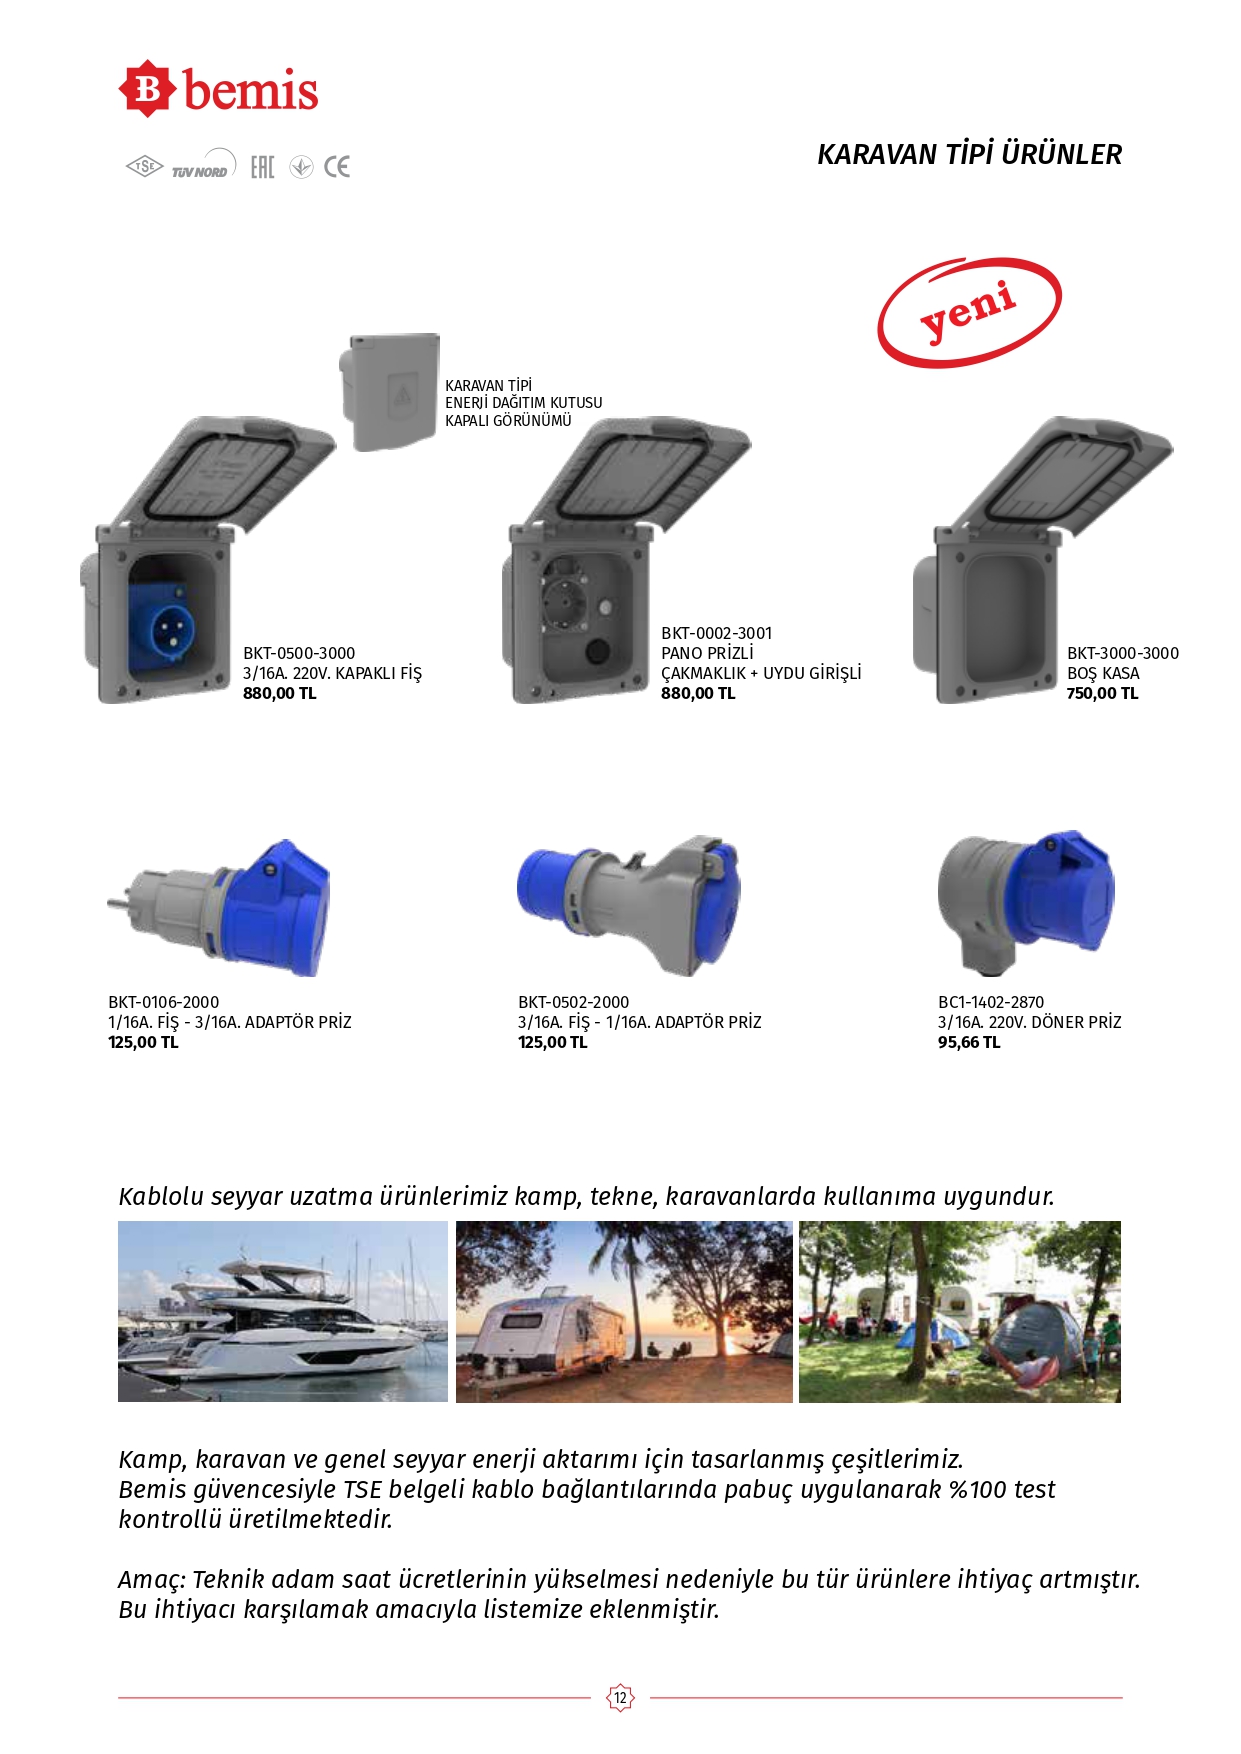 B bemis
TSE TÜV NORD EAC CE
KARAVAN TİPİ ÜRÜNLER
yeni
KARAVAN TİPİ
ENERJİ DAĞITIM KUTUSU
KAPALI GÖRÜNÜMÜ
BKT-0500-3000
3/16A. 220V. KAPAKLI FİŞ
880,00 TL
BKT-0002-3001
PANO PRİZLİ
ÇAKMAKLIK + UYDU GİRİŞLİ
880,00 TL
BKT-3000-3000
BOŞ KASA
750,00 TL
BKT-0106-2000
1/16A. FİŞ - 3/16A. ADAPTÖR PRİZ
125,00 TL
BKT-0502-2000
3/16A. FİŞ - 1/16A. ADAPTÖR PRİZ
125,00 TL
BC1-1402-2870
3/16A. 220V. DÖNER PRİZ
95,66 TL
Kablolu seyyar uzatma ürünlerimiz kamp, tekne, karavanlarda kullanıma uygundur.
Kamp, karavan ve genel seyyar enerji aktarımı için tasarlanmış çeşitlerimiz.
Bemis güvencesiyle TSE belgeli kablo bağlantılarında pabuç uygulanarak %100 test
kontrollü üretilmektedir.
Amaç: Teknik adam saat ücretlerinin yükselmesi nedeniyle bu tür ürünlere ihtiyaç artmıştır.
Bu ihtiyacı karşılamak amacıyla listemize eklenmiştir.
12